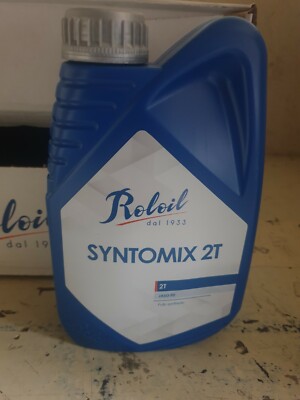 Roloil
dal 1933
SYNTOMIX 2T
2T
Roloil
dal 19